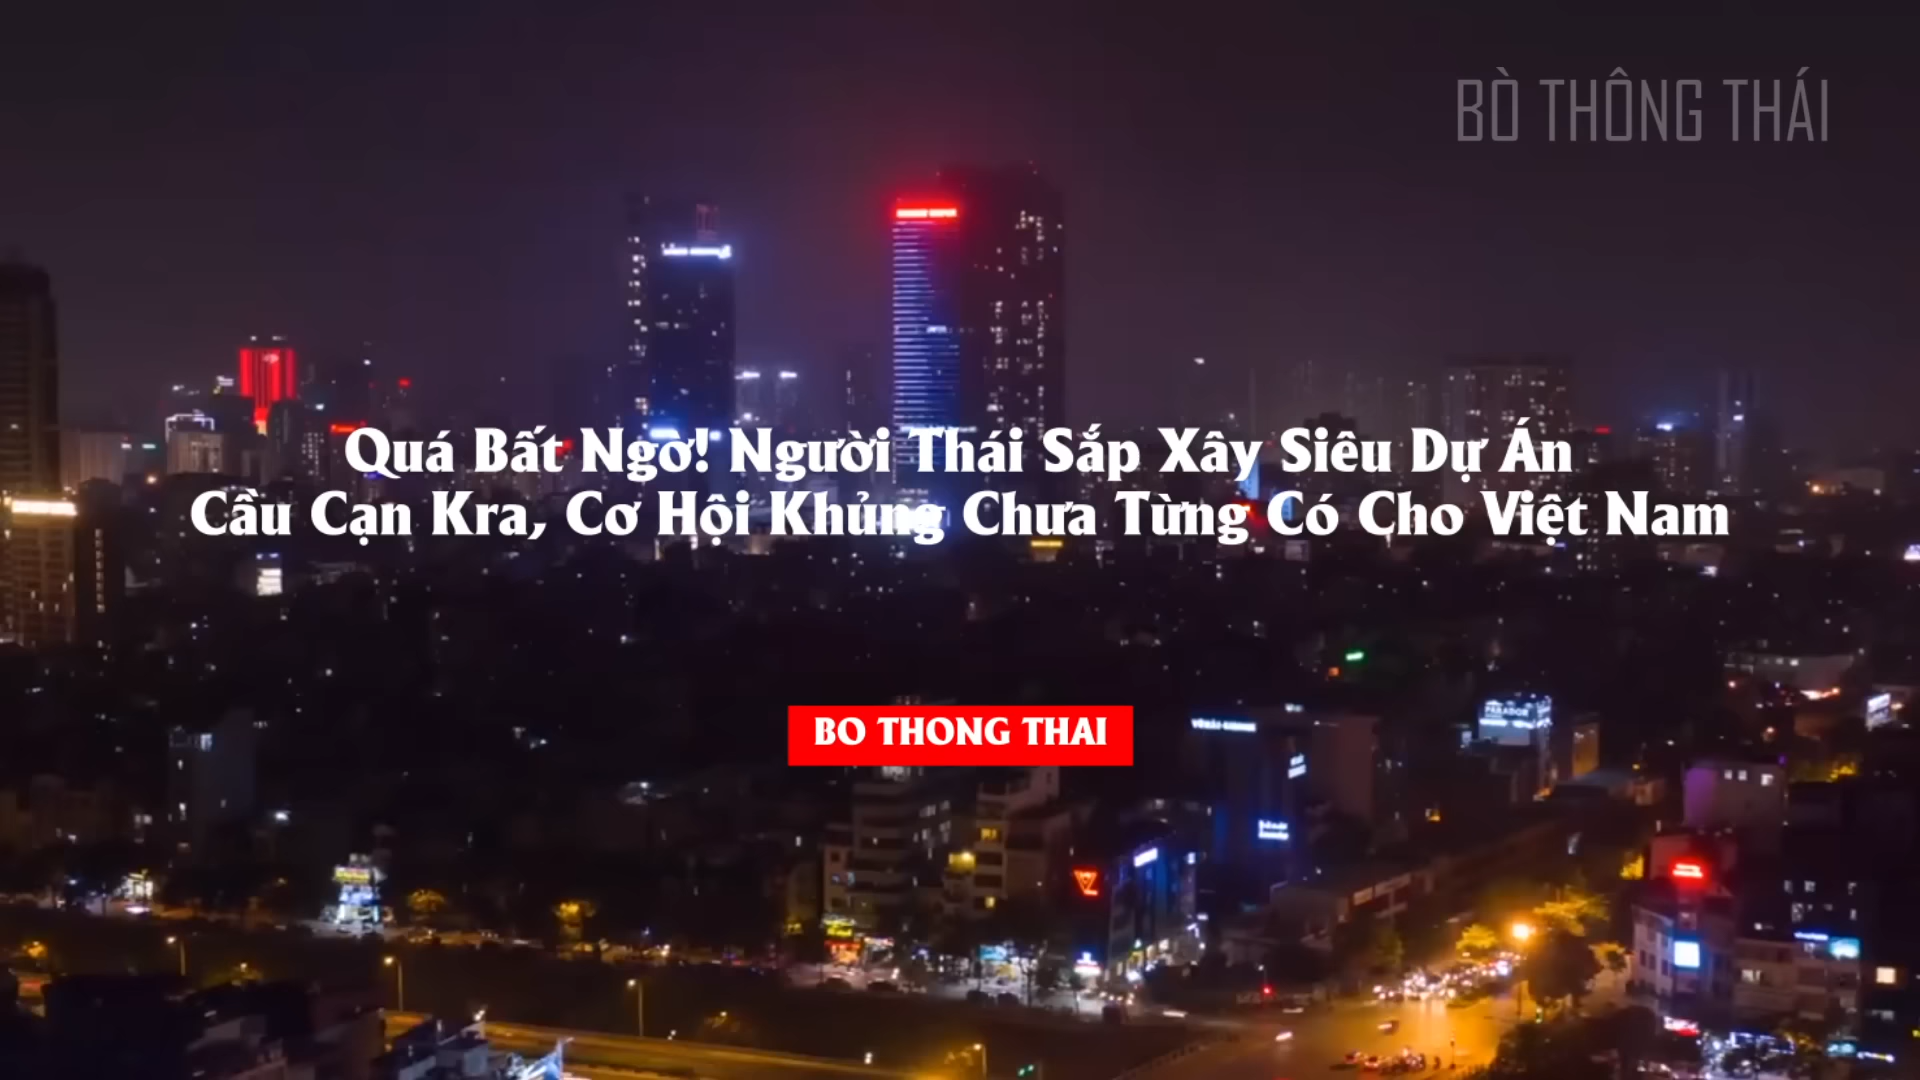 BÒ THÔNG THÁI
Quá Bất Ngờ! Người Thái Sắp Xây Siêu Dự Án
Cầu Cạn Kra, Cơ Hội Khủng Chưa Từng Có Cho Việt Nam
BO THONG THAI